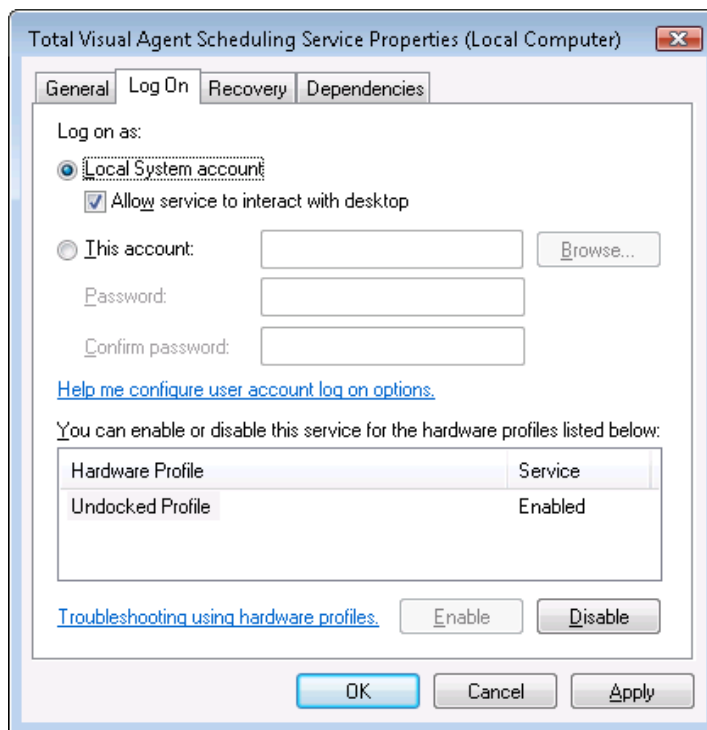 Total Visual Agent Scheduling Service Properties (Local Computer)
General Log On Recovery Dependencies
Log on as:
Local System account
Allow service to interact with desktop
This account: Browse...
Password:
Confirm password:
Help me configure user account log on options.
You can enable or disable this service for the hardware profiles listed below:
Hardware Profile Service
Undocked Profile Enabled
Troubleshooting using hardware profiles. Enable Disable
OK Cancel Apply